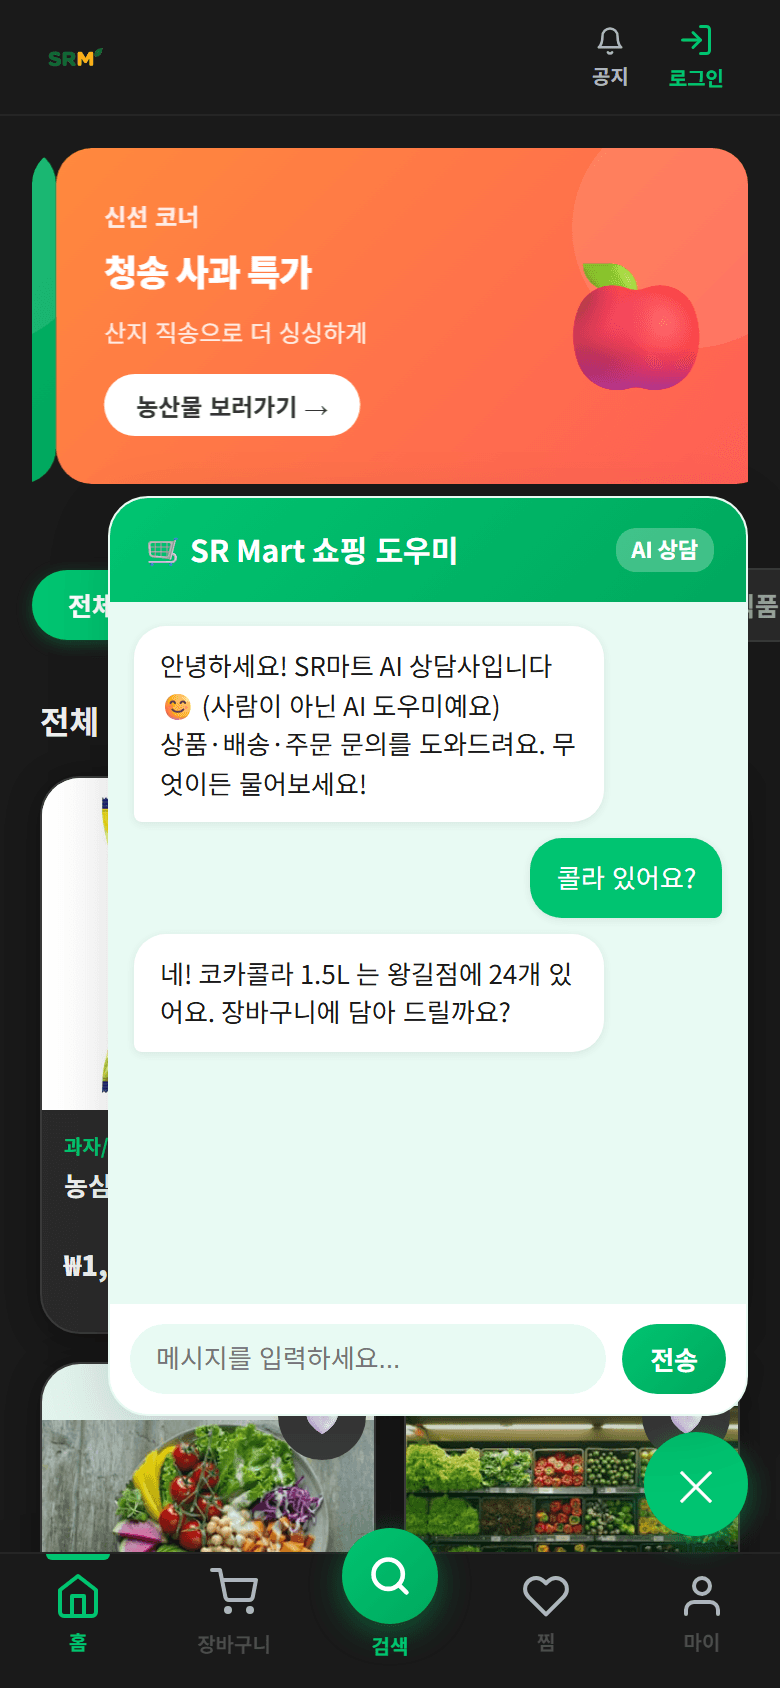 SRM
공지
로그인
신선 코너
청송 사과 특가
산지 직송으로 더 싱싱하게
농산물 보러가기 →
SR Mart 쇼핑 도우미
AI 상담
전체
안녕하세요! SR마트 AI 상담사입니다
😊 (사람이 아닌 AI 도우미예요)
상품·배송·주문 문의를 도와드려요. 무
엇이든 물어보세요!
전체
콜라 있어요?
네! 코카콜라 1.5L 는 왕길점에 24개 있
어요. 장바구니에 담아 드릴까요?
과자/
농심
₩1,
메시지를 입력하세요...
전송
홈
장바구니
검색
찜
마이